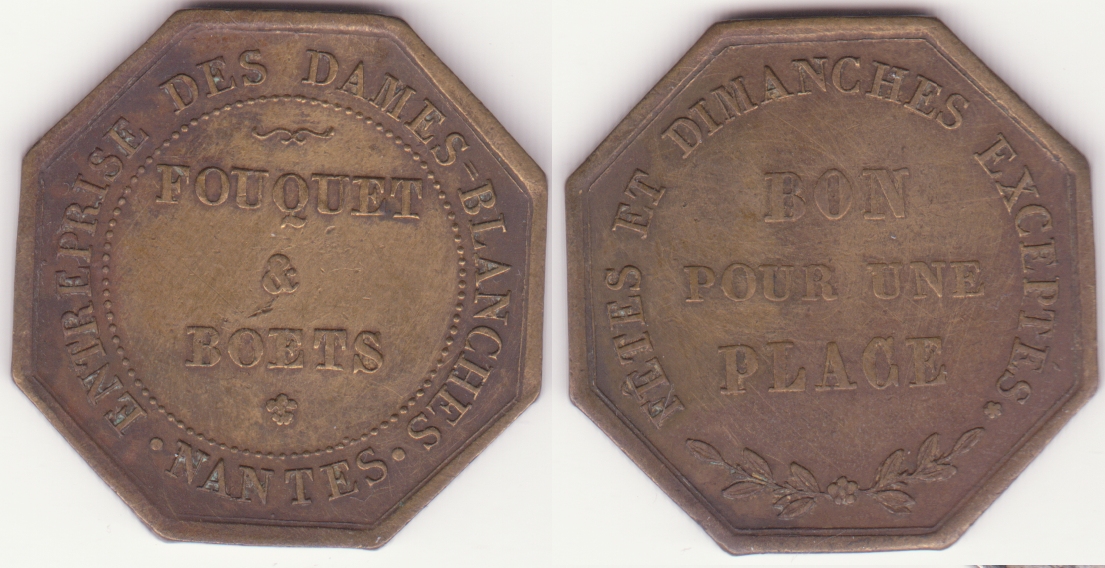 ENTREPRISE DES DAMES-BLANCHES.
FOUQUET
&
BOETS
· NANTES ·
FÊTES ET DIMANCHES EXCEPTÉS.
BON
POUR UNE
PLACE